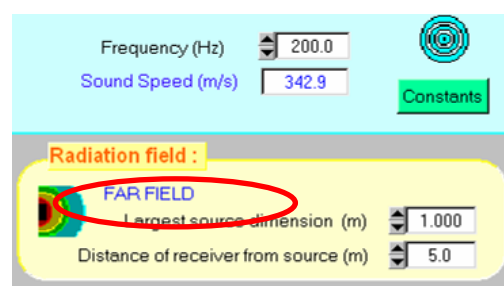 Frequency (Hz) 200.0
Sound Speed (m/s) 342.9
Constants
Radiation field :
FAR FIELD
Largest source dimension (m) 1.000
Distance of receiver from source (m) 5.0